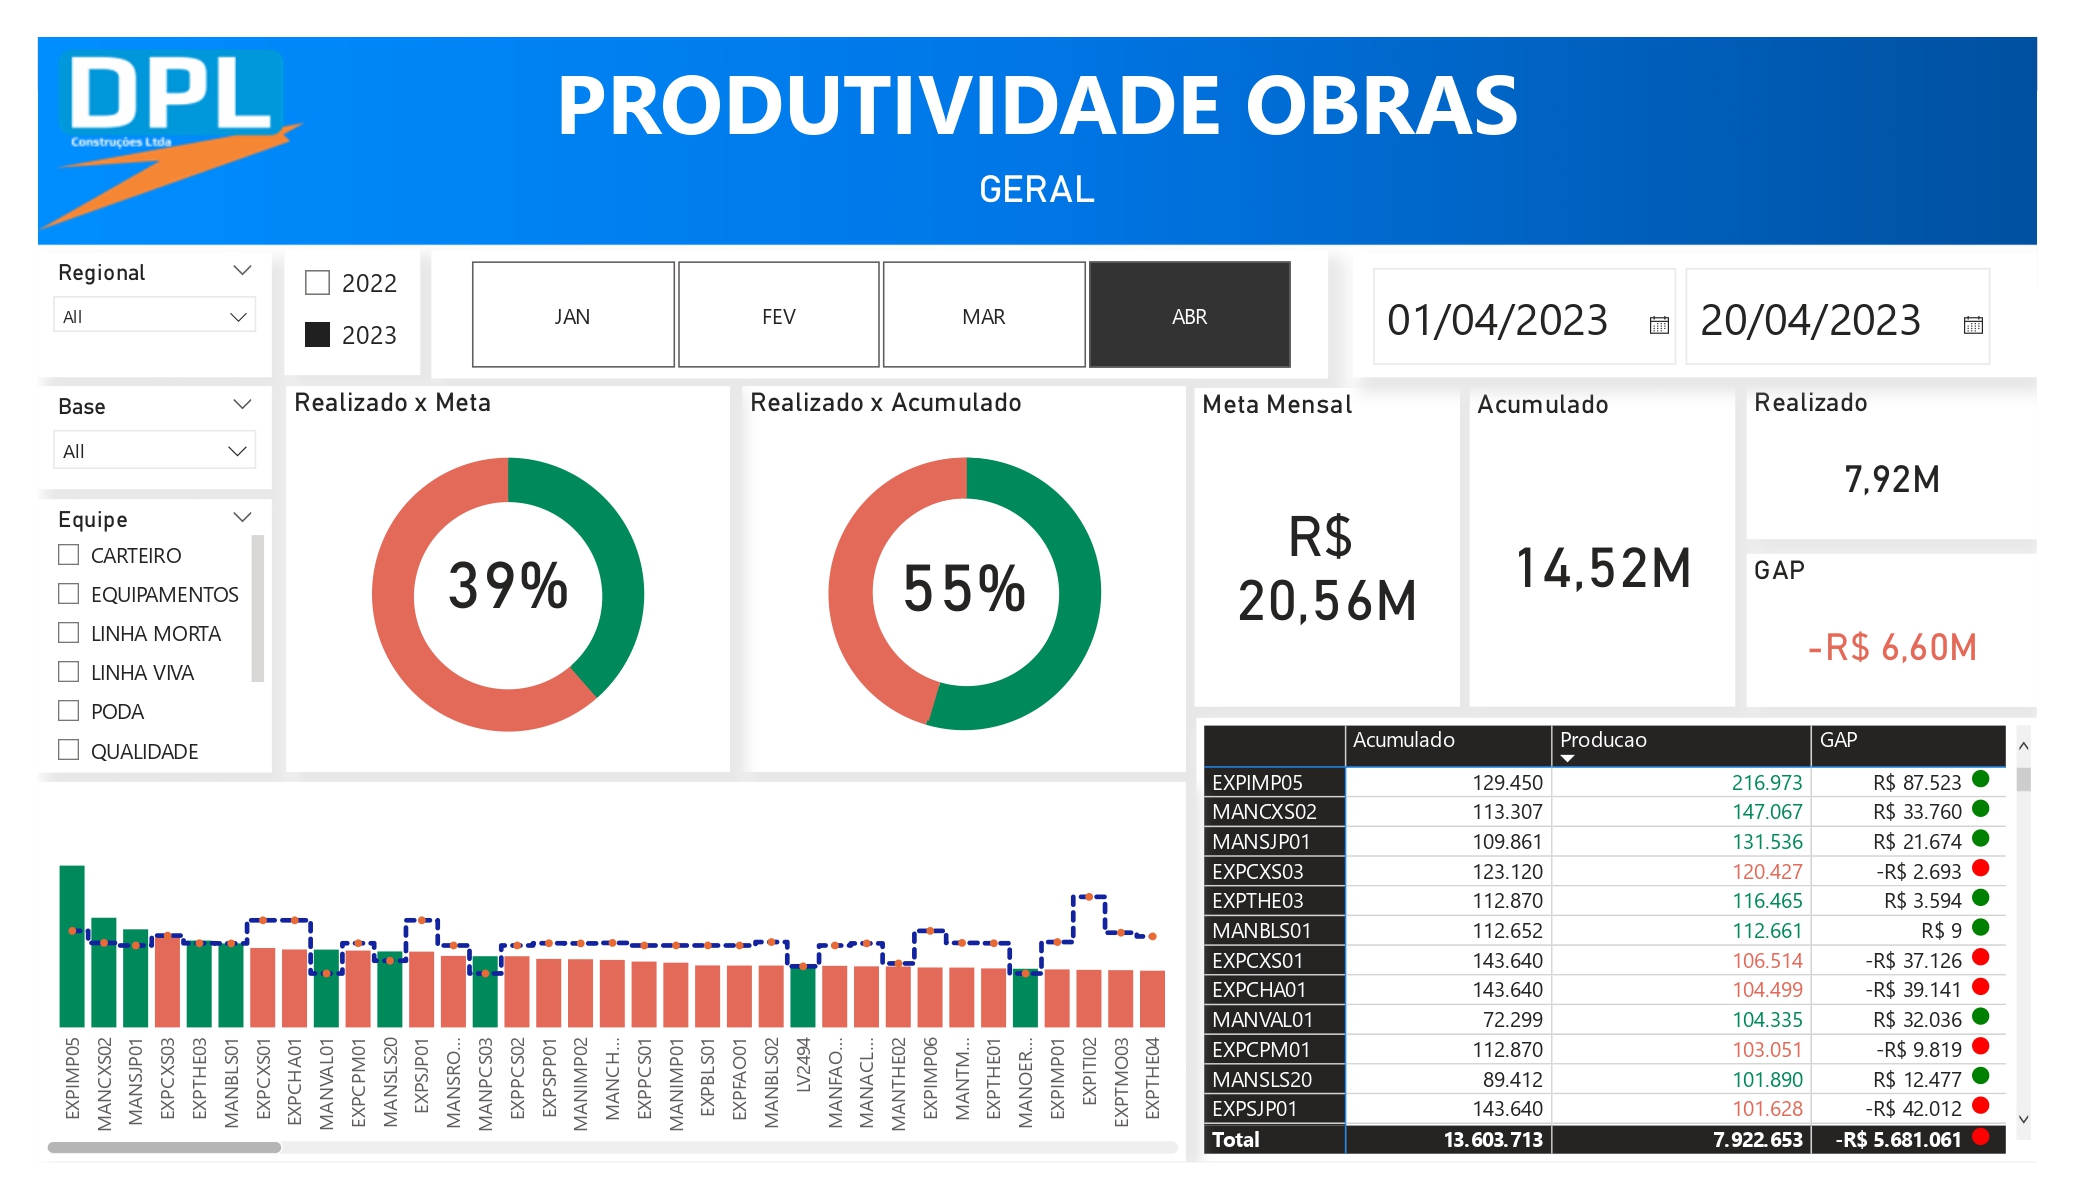 DPL
Construções Ltda
PRODUTIVIDADE OBRAS
GERAL
Regional
All
2022
2023
JAN
FEV
MAR
ABR
01/04/2023
20/04/2023
Base
All
Equipe
CARTEIRO
EQUIPAMENTOS
LINHA MORTA
LINHA VIVA
PODA
QUALIDADE
Realizado x Meta
39%
Realizado x Acumulado
55%
Meta Mensal
R$
20,56M
Acumulado
14,52M
Realizado
7,92M
GAP
-R$ 6,60M
EXPIMP05
MANCXS02
MANSJP01
EXPCXS03
EXPTHE03
MANBLS01
EXPCXS01
EXPCHA01
MANVAL01
EXPCPM01
MANSLS20
EXPSJP01
MANSRO...
MANPCS03
EXPPCS02
EXPSPP01
MANIMP02
MANCH...
EXPPCS01
MANIMP01
EXPBLS01
EXPFAO01
MANBLS02
LV2494
MANFAO...
MANACL...
MANTHE02
EXPIMP06
MANTM...
EXPTHE01
MANOER...
EXPIMP01
EXPITI02
EXPTMO03
EXPTHE04
Acumulado Producao GAP
EXPIMP05 129.450 216.973 R$ 87.523
MANCXS02 113.307 147.067 R$ 33.760
MANSJP01 109.861 131.536 R$ 21.674
EXPCXS03 123.120 120.427 -R$ 2.693
EXPTHE03 112.870 116.465 R$ 3.594
MANBLS01 112.652 112.661 R$ 9
EXPCXS01 143.640 106.514 -R$ 37.126
EXPCHA01 143.640 104.499 -R$ 39.141
MANVAL01 72.299 104.335 R$ 32.036
EXPCPM01 112.870 103.051 -R$ 9.819
MANSLS20 89.412 101.890 R$ 12.477
EXPSJP01 143.640 101.628 -R$ 42.012
Total 13.603.713 7.922.653 -R$ 5.681.061